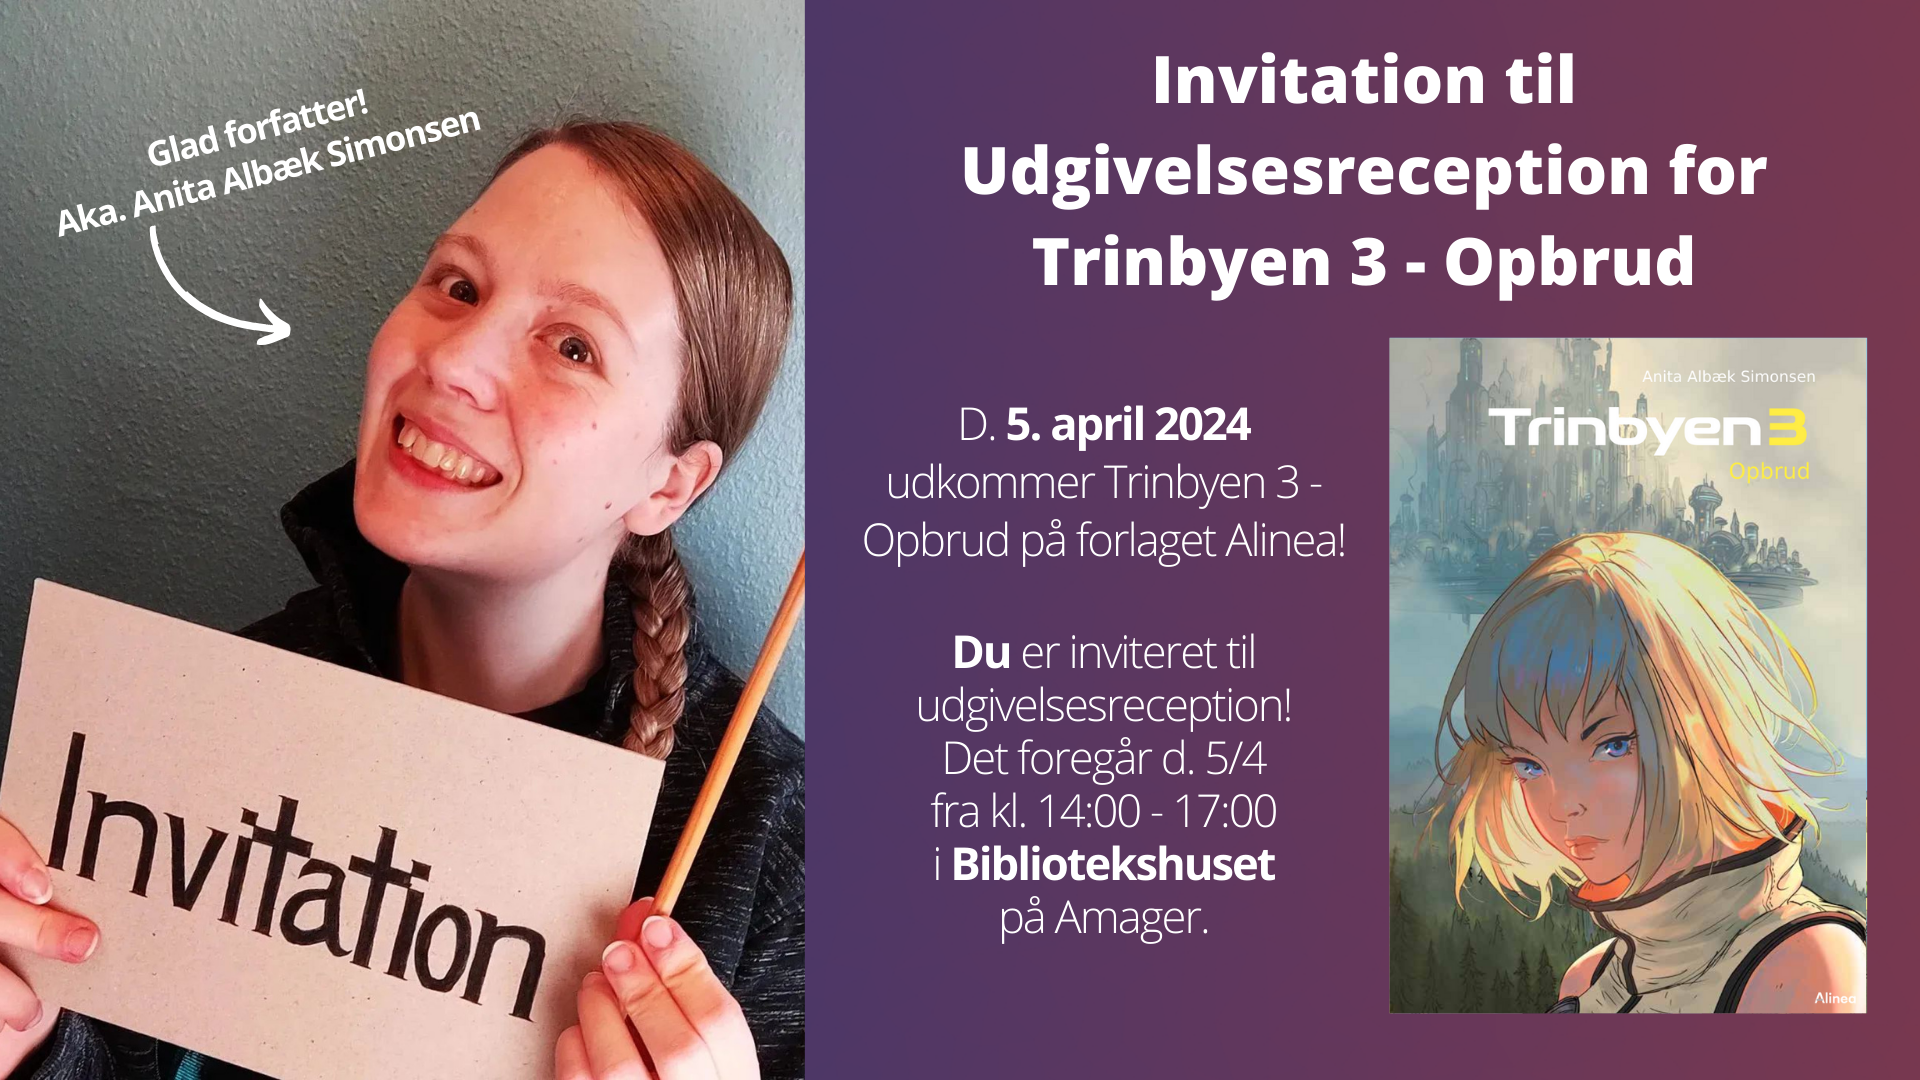 Glad forfatter!
Aka. Anita Albæk Simonsen
Invitation
Invitation til
Udgivelsesreception for
Trinbyen 3 - Opbrud
D. 5. april 2024
udkommer Trinbyen 3 -
Opbrud på forlaget Alinea!
Du er inviteret til
udgivelsesreception!
Det foregår d. 5/4
fra kl. 14:00 - 17:00
i Bibliotekshuset
på Amager.
Anita Albæk Simonsen
Trinbyen 3
Opbrud
Alinea